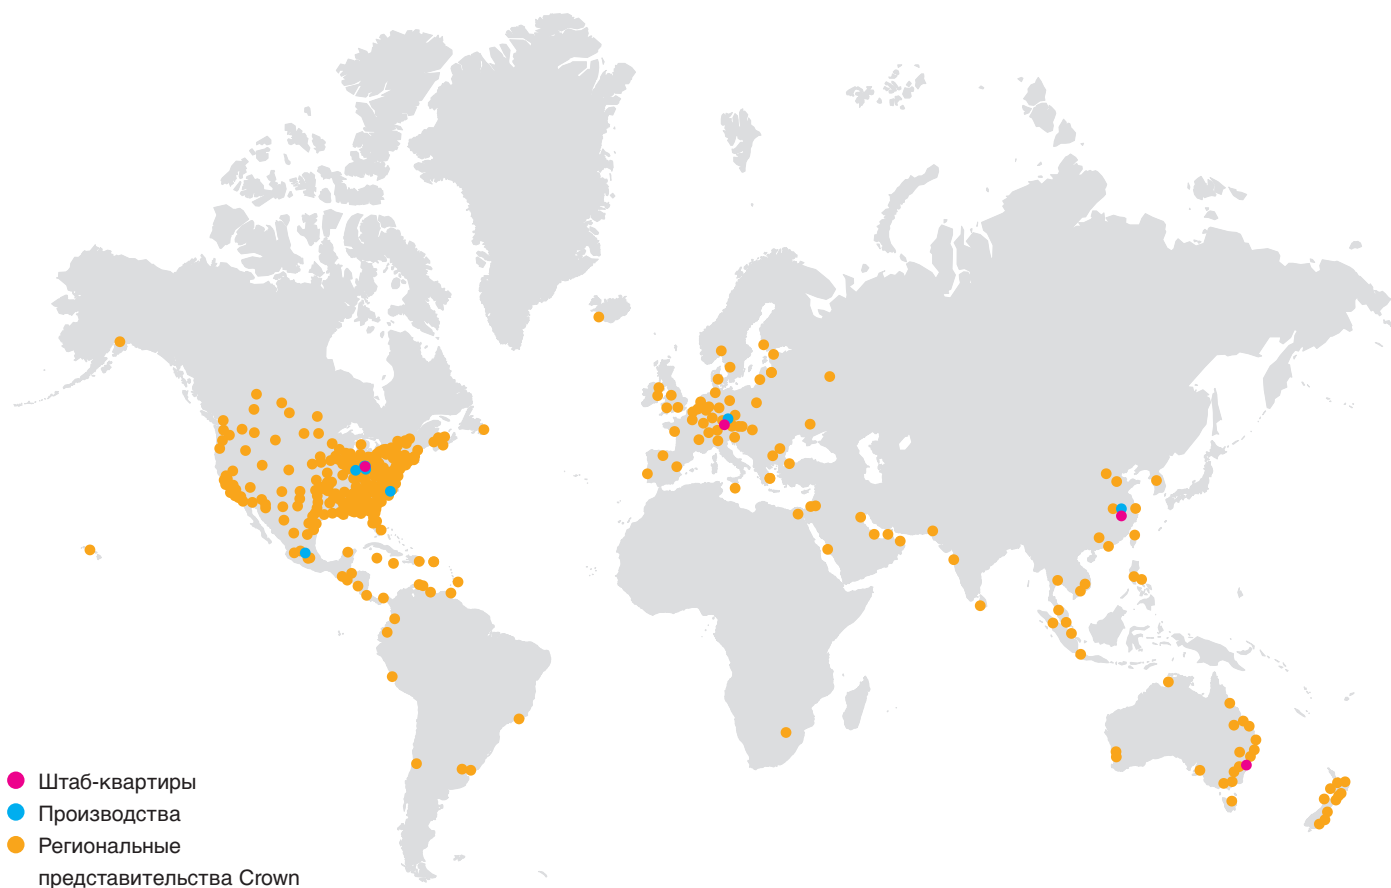 Штаб-квартиры
Производства
Региональные
представительства Crown